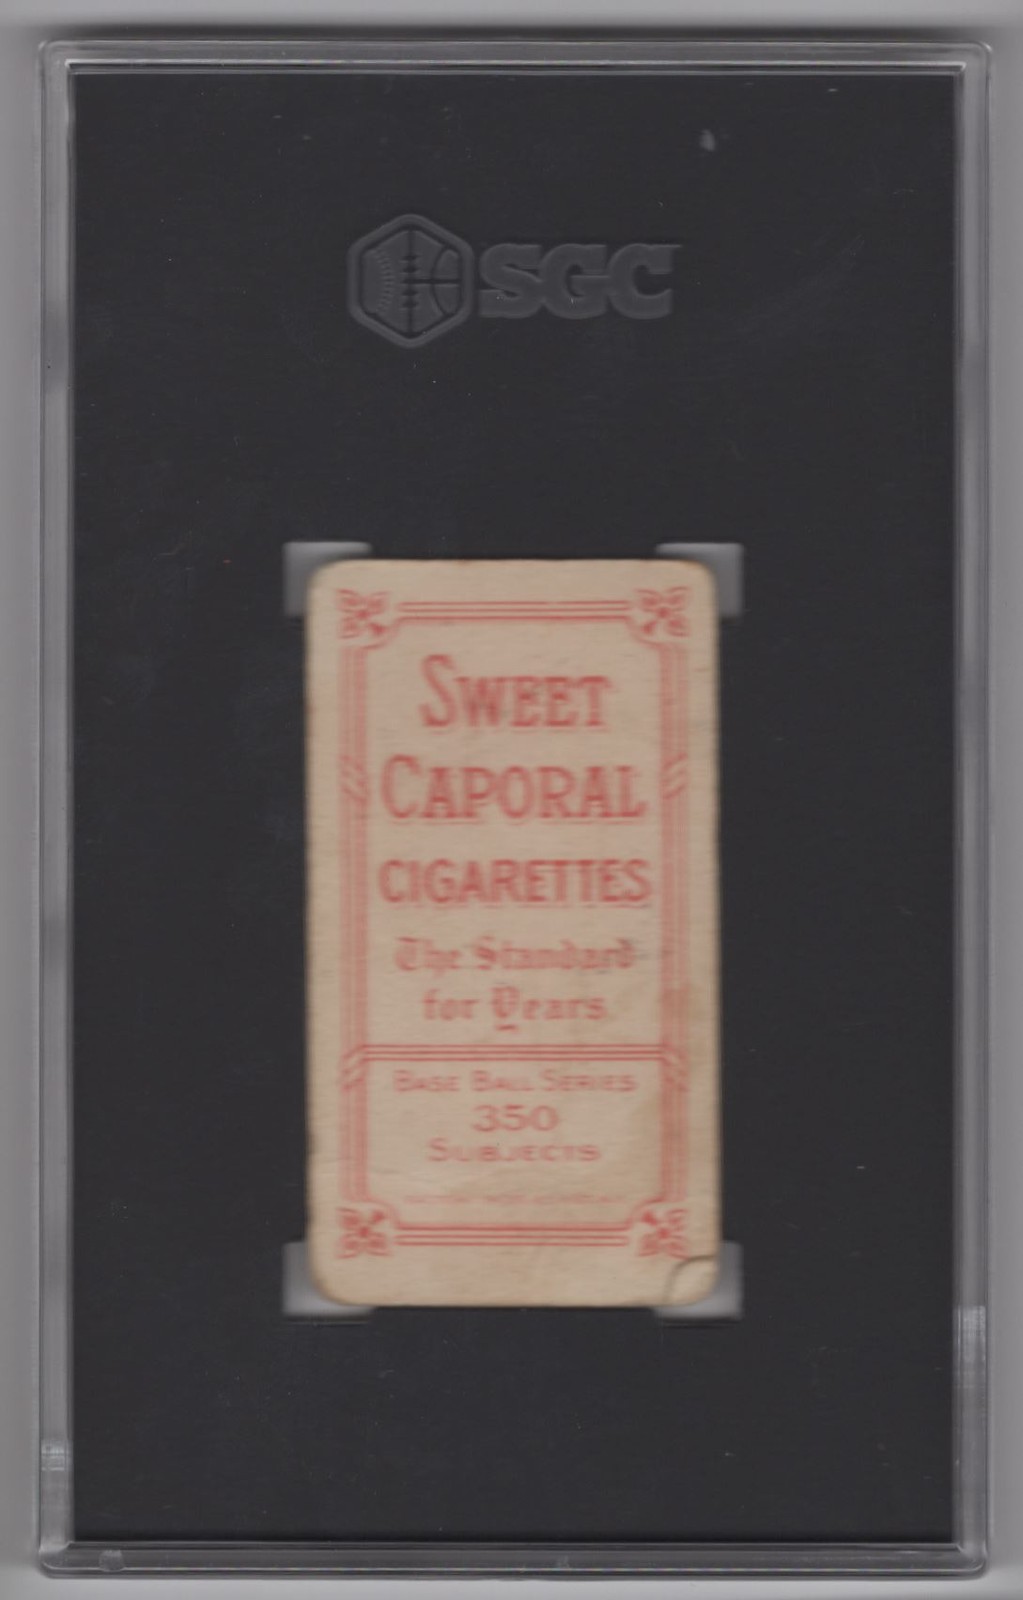 SGC
SWEET
CAPORAL
CIGARETTES
The Standard
for Years
BASE BALL SERIES
350
SUBJECTS